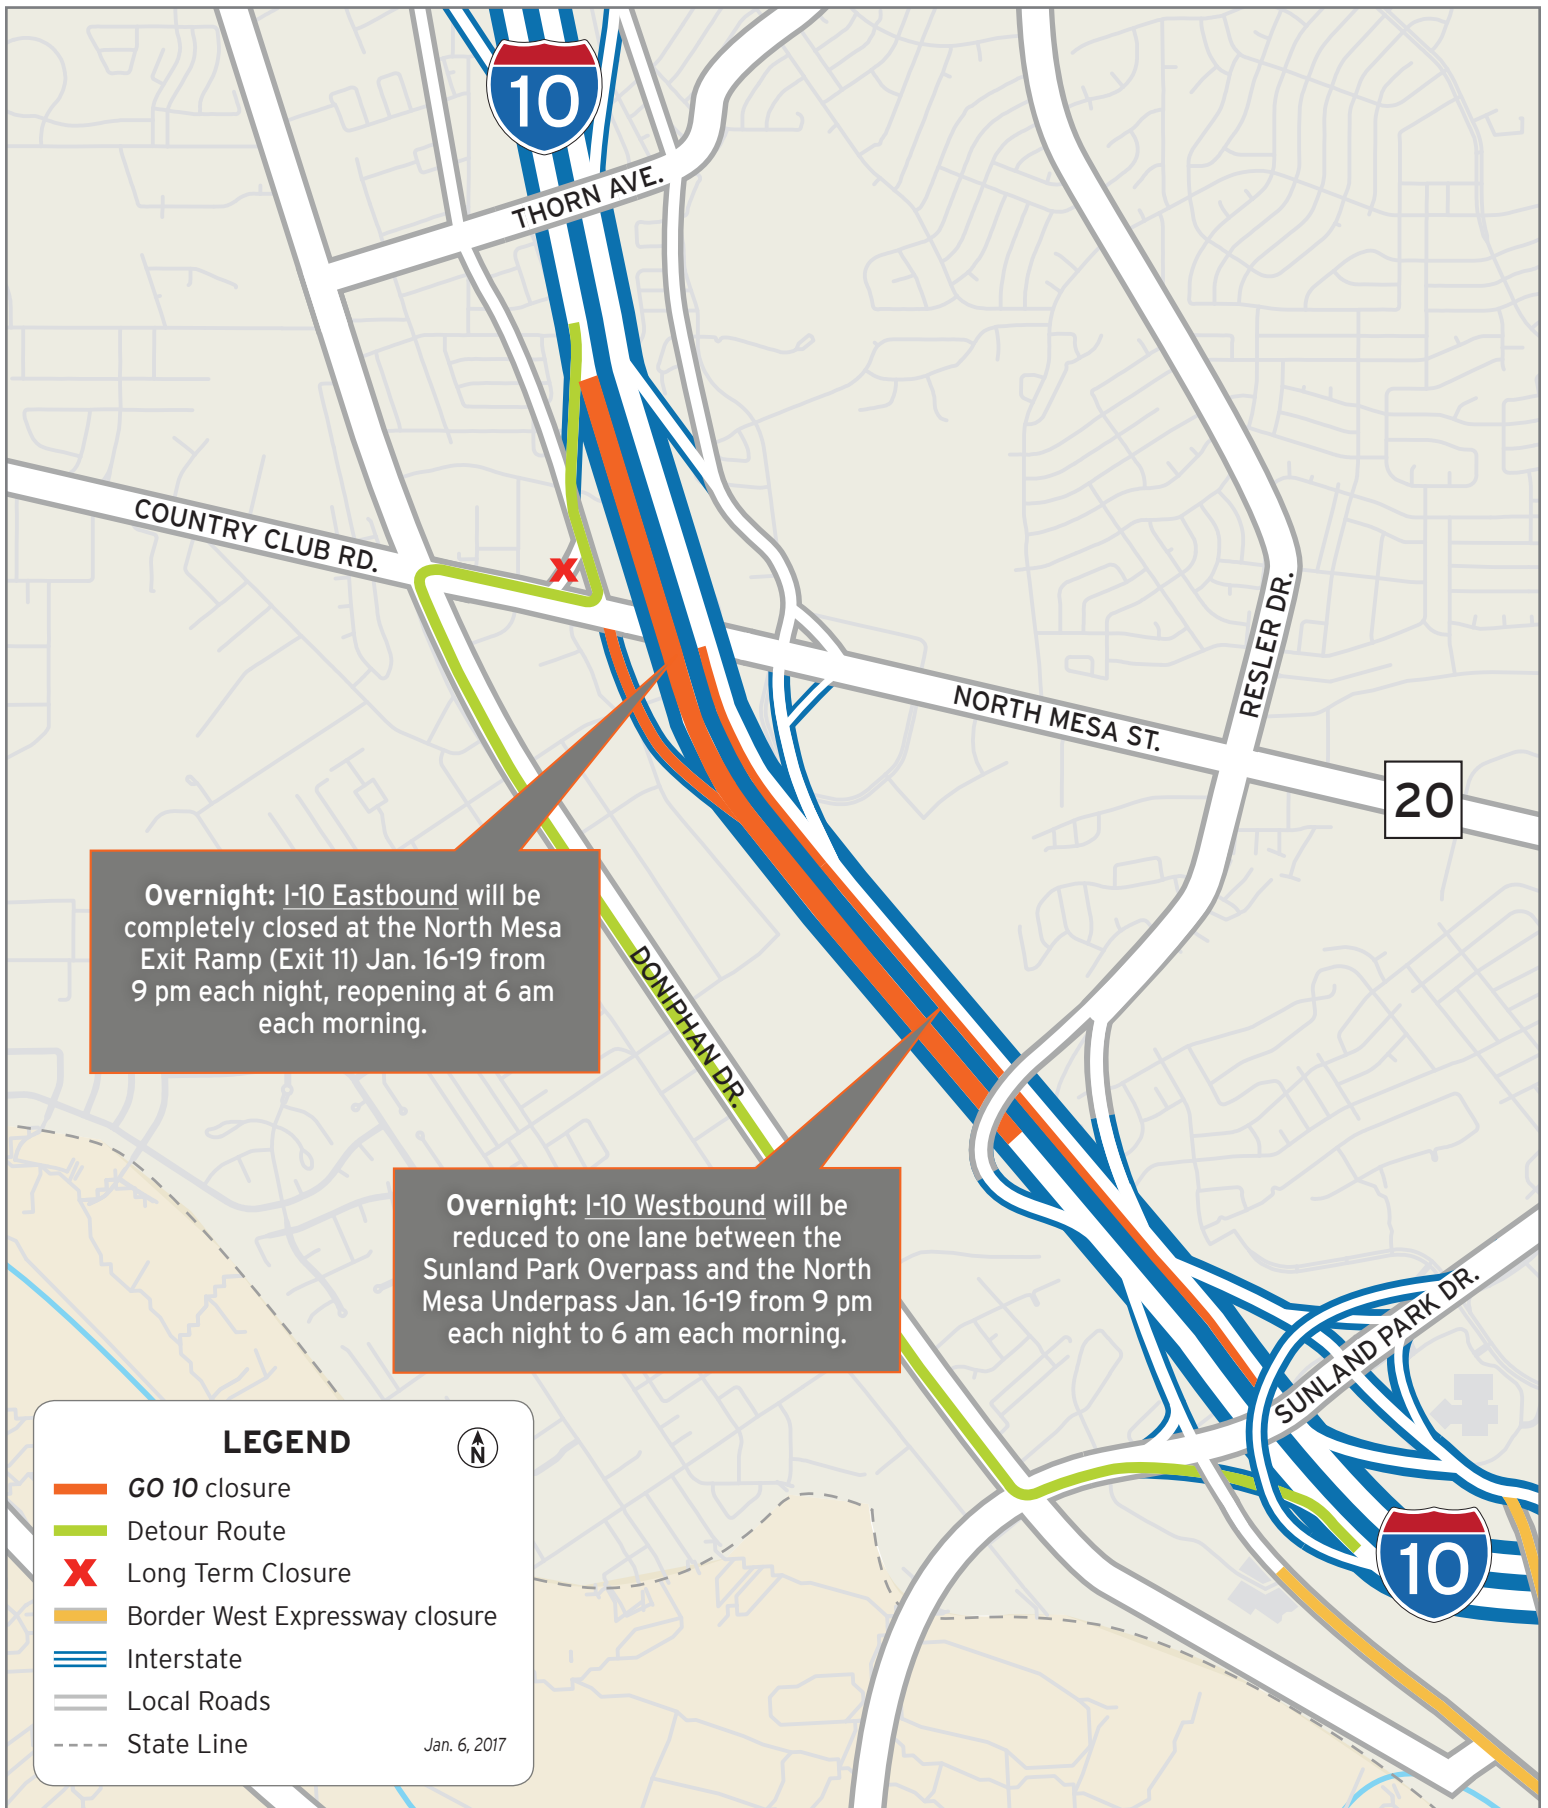 10
THORN AVE.
COUNTRY CLUB RD.
RESLER DR.
NORTH MESA ST.
20
Overnight: I-10 Eastbound will be
completely closed at the North Mesa
Exit Ramp (Exit 11) Jan. 16-19 from
9 pm each night, reopening at 6 am
each morning.
DONIPHAN DR.
Overnight: I-10 Westbound will be
reduced to one lane between the
Sunland Park Overpass and the North
Mesa Underpass Jan. 16-19 from 9 pm
each night to 6 am each morning.
SUNLAND PARK DR.
10
LEGEND
N
GO 10 closure
Detour Route
X Long Term Closure
Border West Expressway closure
Interstate
Local Roads
State Line
Jan. 6, 2017